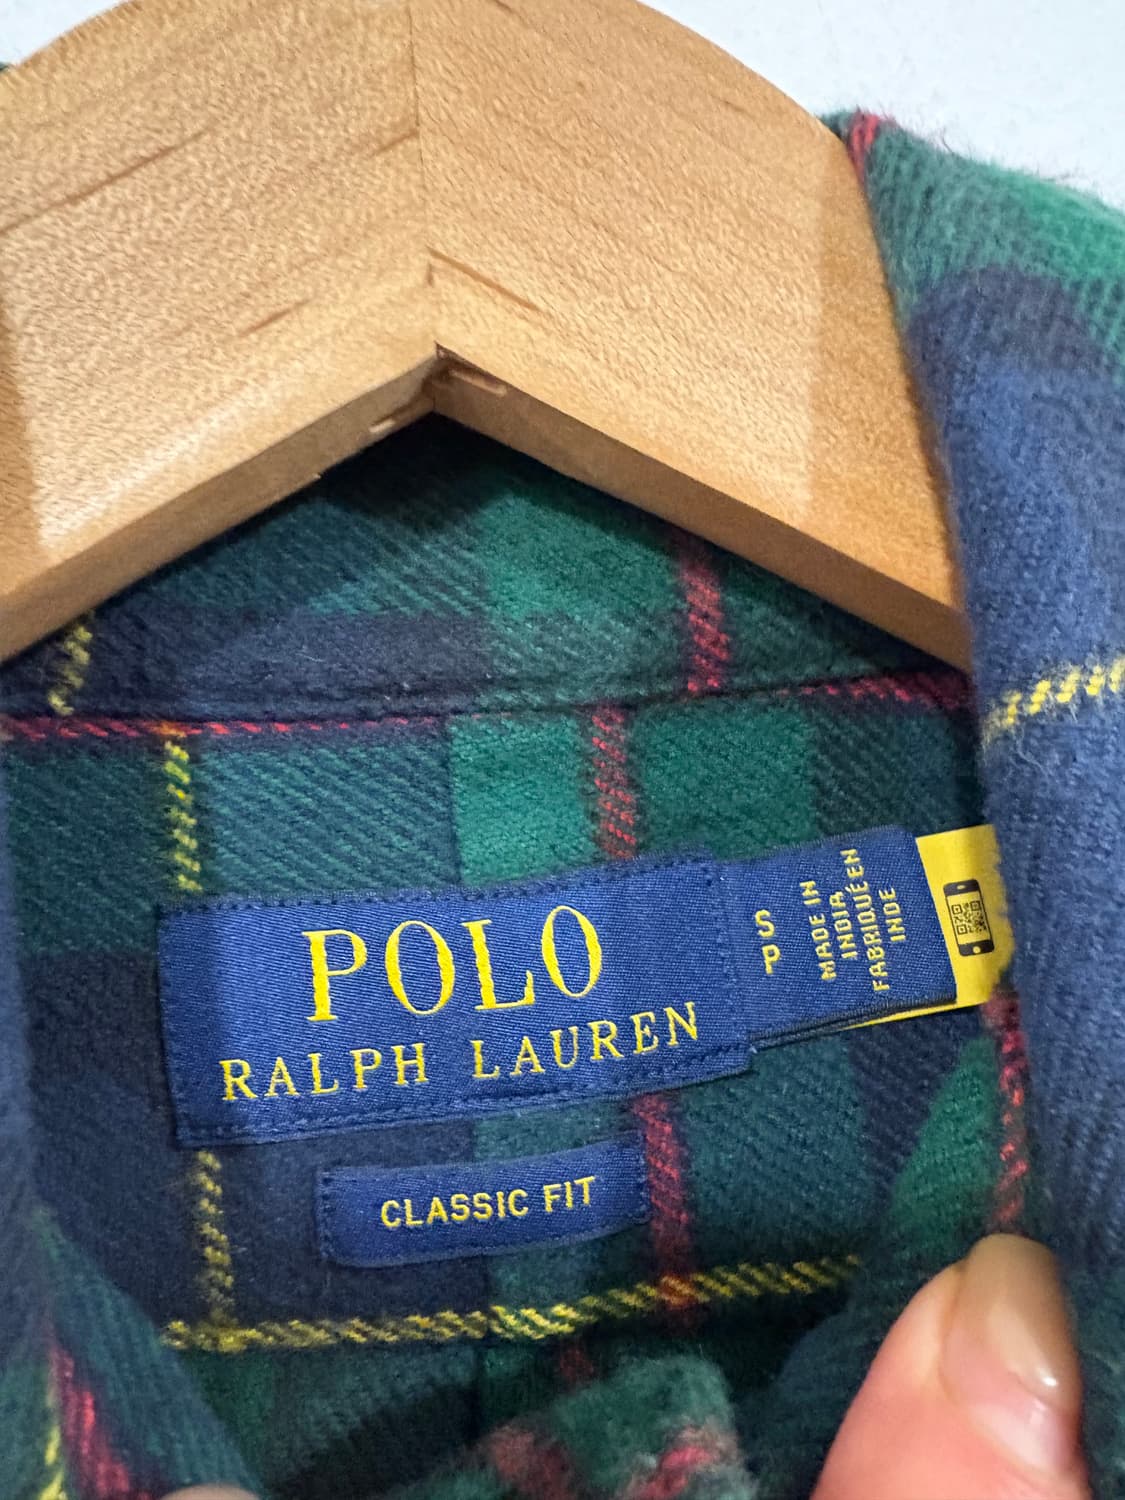 POLO
RALPH LAUREN
S
P
MADE IN
INDIA
FABRIQUÉ EN
INDE
CLASSIC FIT